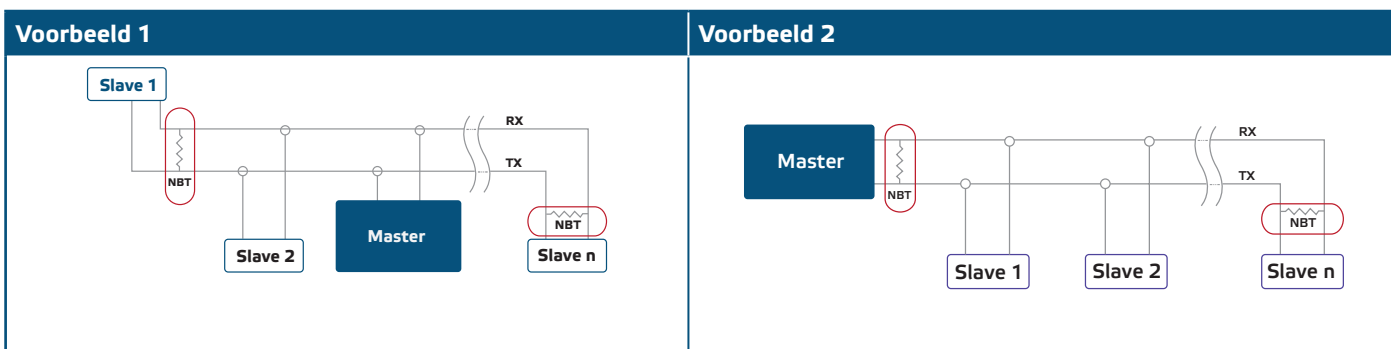 Voorbeeld 1
Slave 1
RX
TX
NBT
Slave 2
Master
NBT
Slave n
Voorbeeld 2
Master
RX
TX
NBT
NBT
Slave 1
Slave 2
Slave n